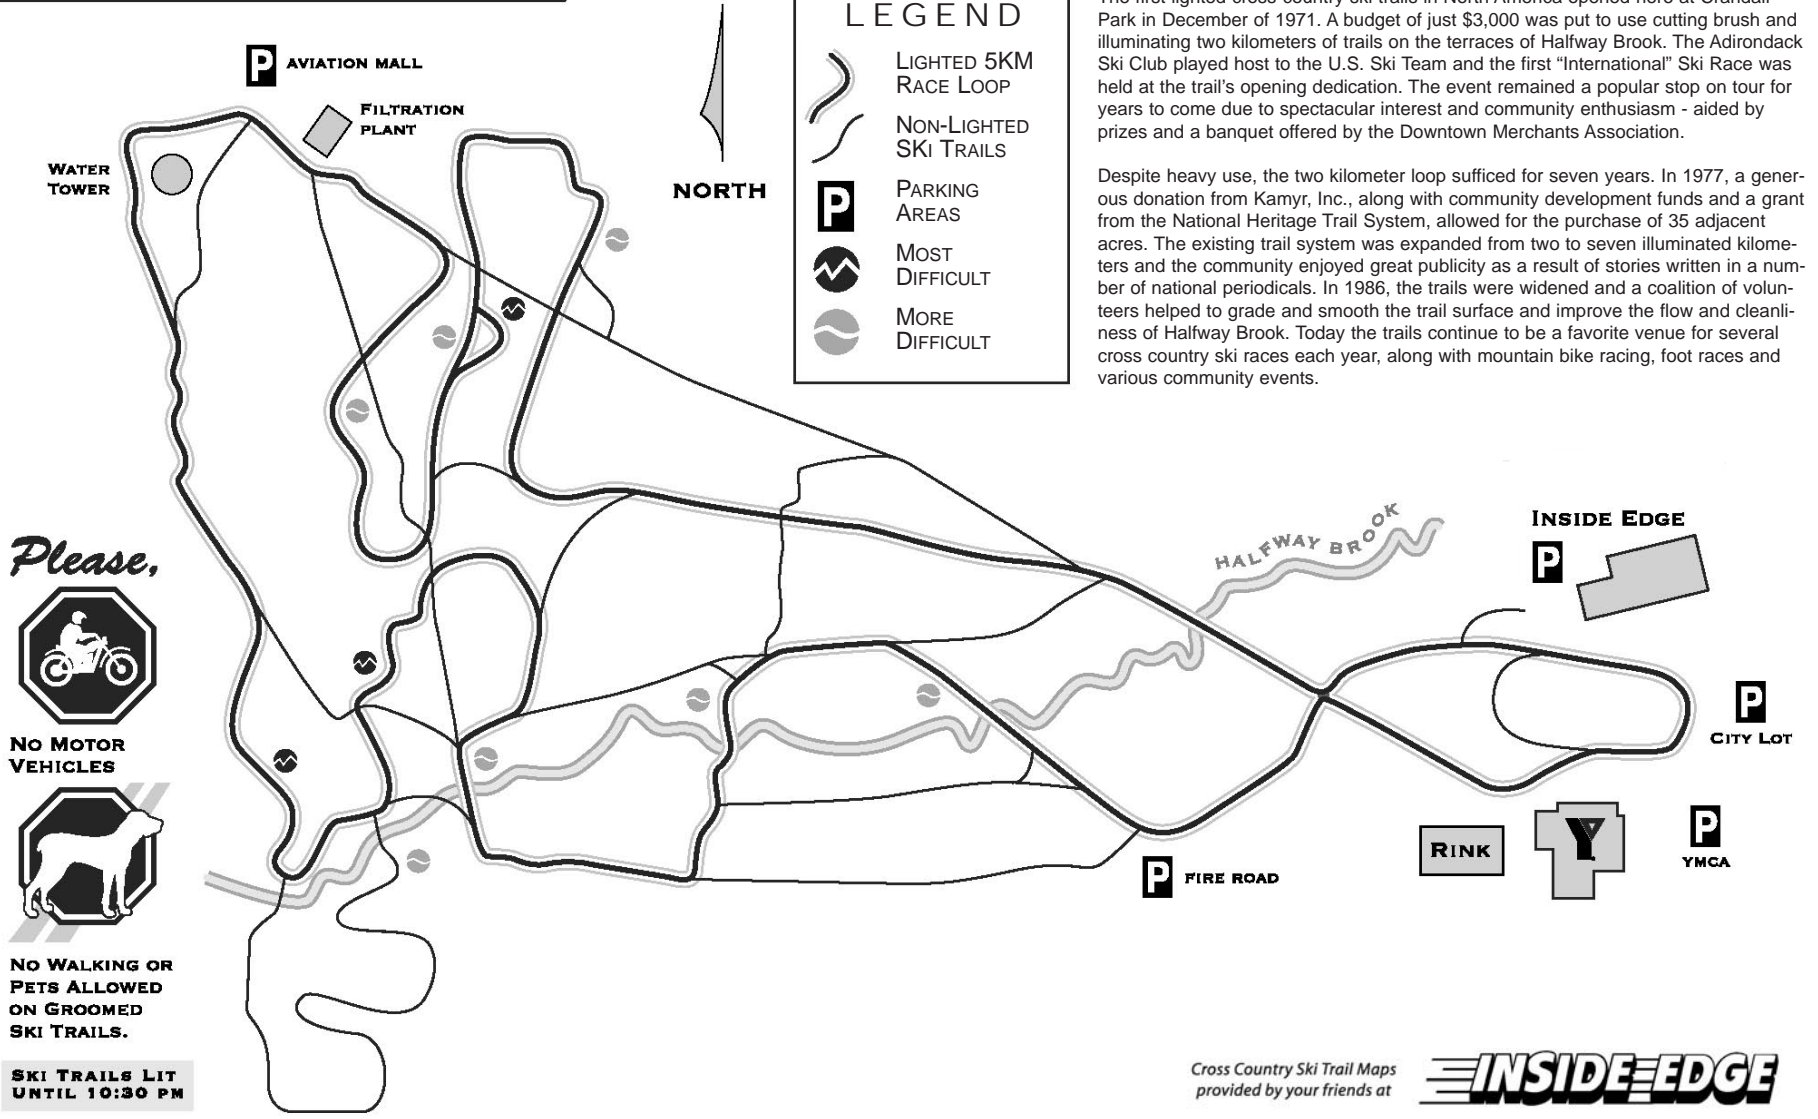 AVIATION MALL
FILTRATION
PLANT
WATER
TOWER
NORTH
LEGEND
LIGHTED 5KM
RACE LOOP
NON-LIGHTED
SKI TRAILS
P
PARKING
AREAS
MOST
DIFFICULT
MORE
DIFFICULT
The first lighted cross country ski trails in North America opened here at Crandall
Park in December of 1971. A budget of just $3,000 was put to use cutting brush and
illuminating two kilometers of trails on the terraces of Halfway Brook. The Adirondack
Ski Club played host to the U.S. Ski Team and the first “International” Ski Race was
held at the trail's opening dedication. The event remained a popular stop on tour for
years to come due to spectacular interest and community enthusiasm - aided by
prizes and a banquet offered by the Downtown Merchants Association.
Despite heavy use, the two kilometer loop sufficed for seven years. In 1977, a gener-
ous donation from Kamyr, Inc., along with community development funds and a grant
from the National Heritage Trail System, allowed for the purchase of 35 adjacent
acres. The existing trail system was expanded from two to seven illuminated kilome-
ters and the community enjoyed great publicity as a result of stories written in a num-
ber of national periodicals. In 1986, the trails were widened and a coalition of volun-
teers helped to grade and smooth the trail surface and improve the flow and cleanli-
ness of Halfway Brook. Today the trails continue to be a favorite venue for several
cross country ski races each year, along with mountain bike racing, foot races and
various community events.
P
HALFWAY BROOK
INSIDE EDGE
P
P
CITY LOT
RINK
Y
P
YMCA
P
FIRE ROAD
Please,
NO MOTOR
VEHICLES
NO WALKING OR
PETS ALLOWED
ON GROOMED
SKI TRAILS.
SKI TRAILS LIT
UNTIL 10:30 PM
Cross Country Ski Trail Maps
provided by your friends at
INSIDE EDGE